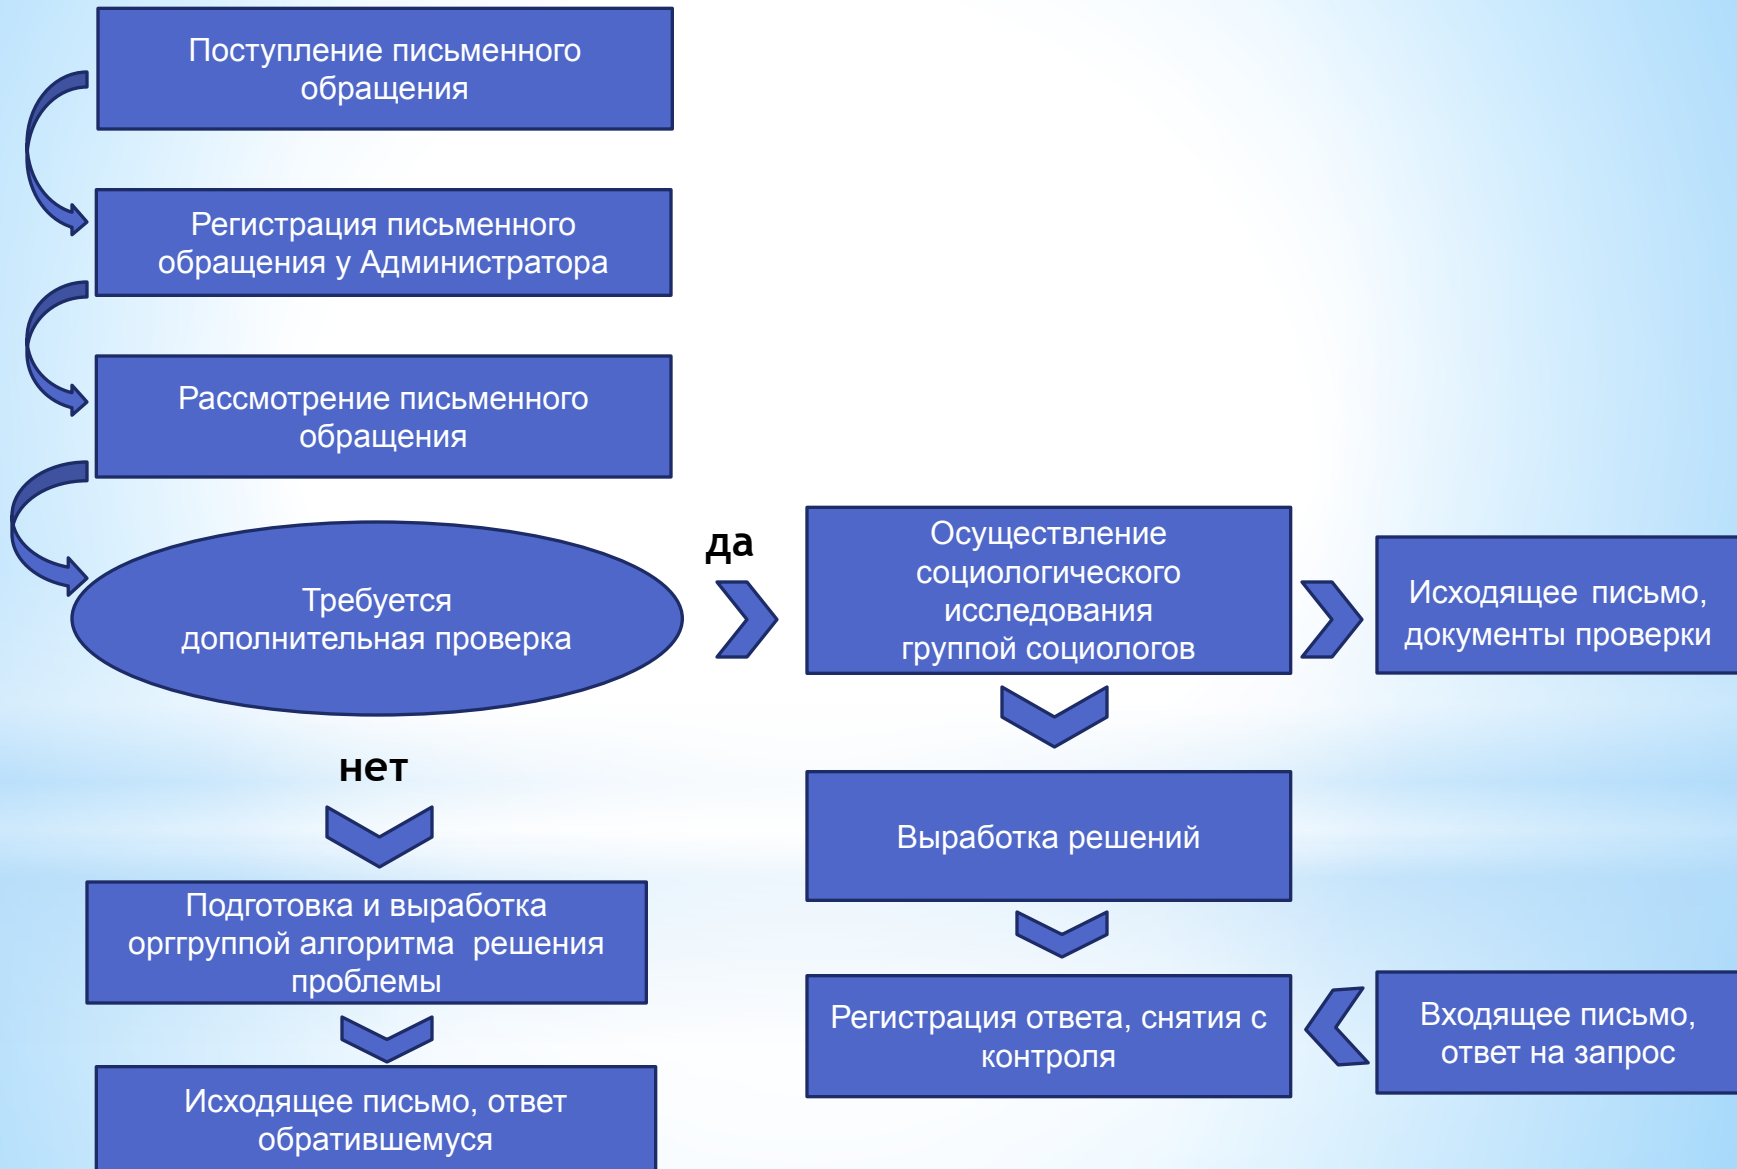 Поступление письменного
обращения
Регистрация письменного
обращения у Администратора
Рассмотрение письменного
обращения
Требуется
дополнительная проверка
да
Осуществление
социологического
исследования
группой социологов
Исходящее письмо,
документы проверки
нет
Выработка решений
Подготовка и выработка
оргgруппой алгоритма решения
проблемы
Регистрация ответа, снятия с
контроля
Входящее письмо,
ответ на запрос
Исходящее письмо, ответ
обратившемуся